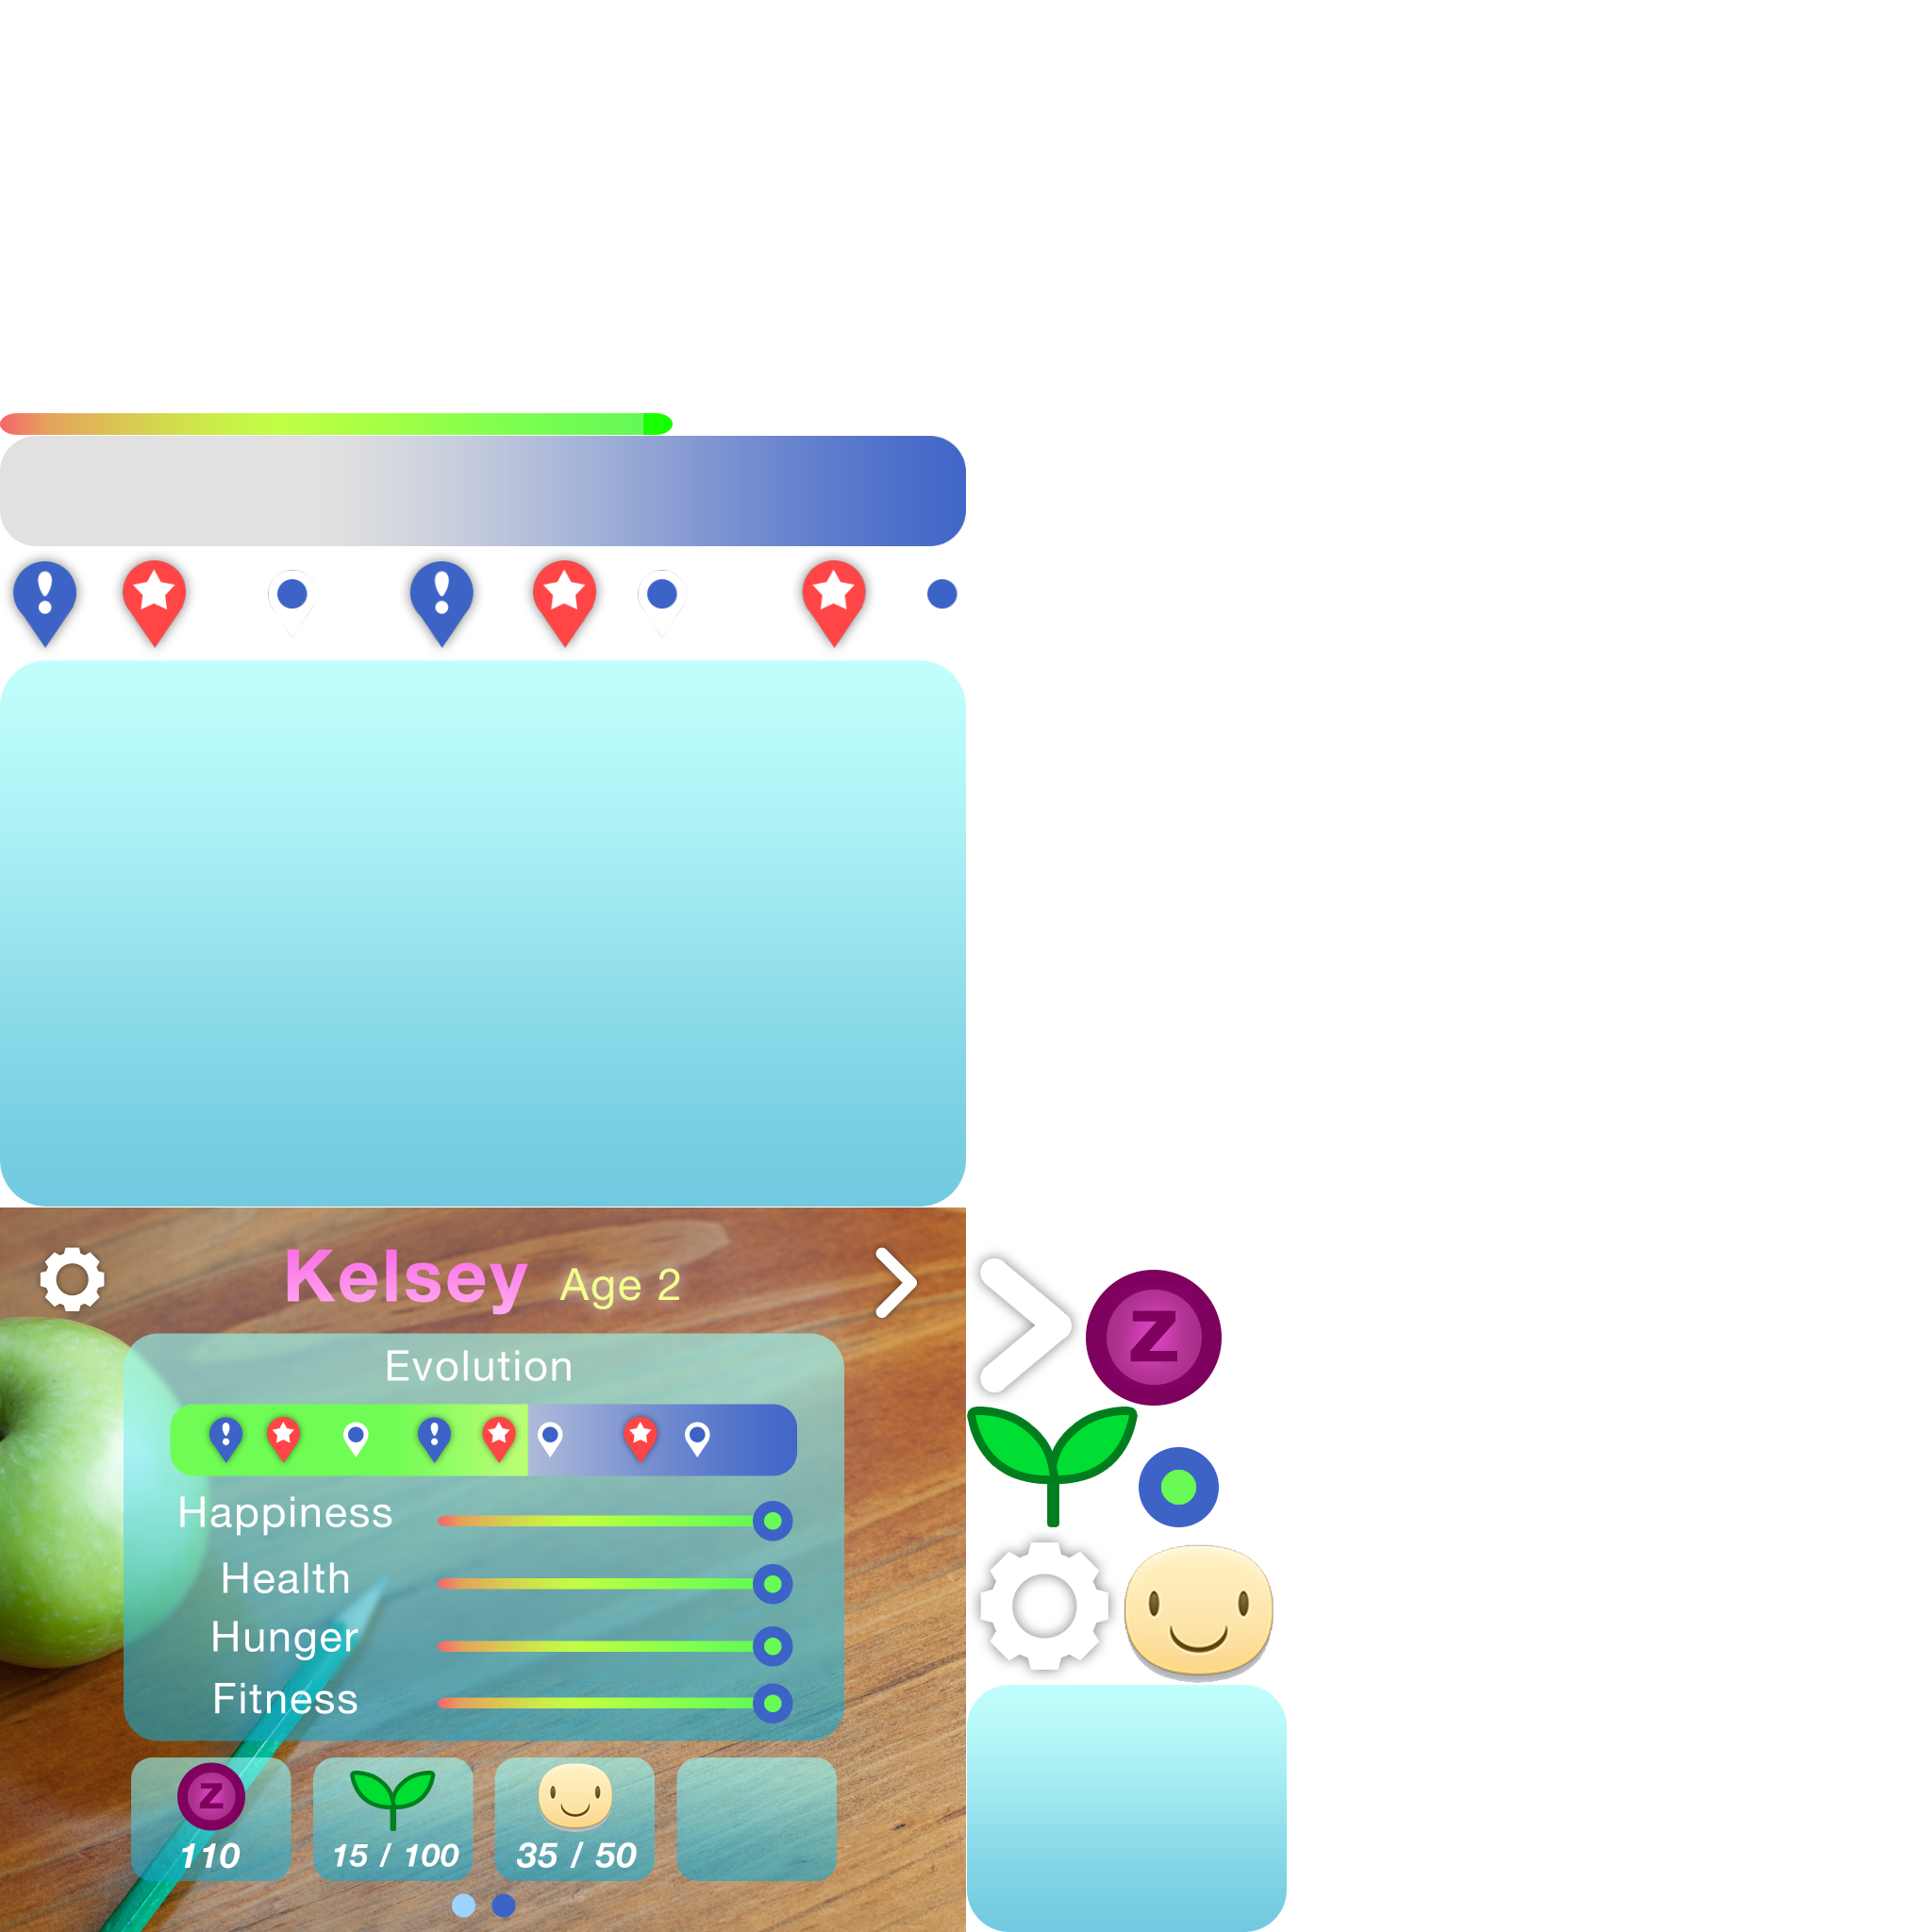 Kelsey Age 2
Evolution
Happiness
Health
Hunger
Fitness
Z
110
15 / 100
35 / 50
Z